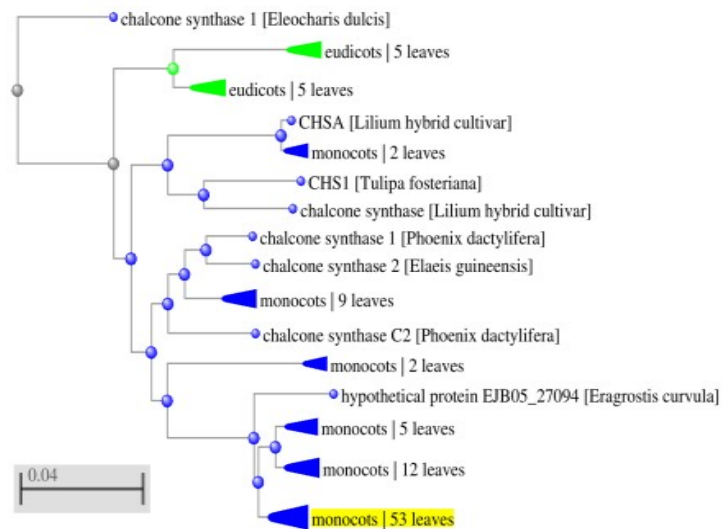 chalcone synthase 1 [Eleocharis dulcis]
eudicots | 5 leaves
eudicots | 5 leaves
CHSA [Lilium hybrid cultivar]
monocots | 2 leaves
CHS1 [Tulipa fosteriana]
chalcone synthase [Lilium hybrid cultivar]
chalcone synthase 1 [Phoenix dactylifera]
chalcone synthase 2 [Elaeis guineensis]
monocots | 9 leaves
chalcone synthase C2 [Phoenix dactylifera]
monocots | 2 leaves
hypothetical protein EJB05_27094 [Eragrostis curvula]
monocots | 5 leaves
monocots | 12 leaves
0.04
monocots | 53 leaves